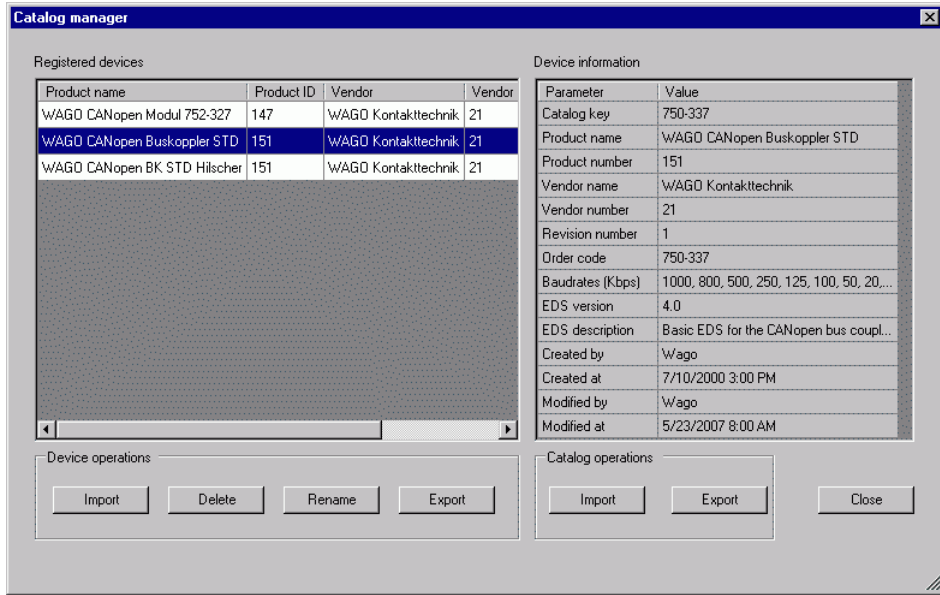 Catalog manager
Registered devices
Product name Product ID Vendor Vendor
WAGO CANopen Modul 752-327 147 WAGO Kontakttechnik 21
WAGO CANopen Buskoppler STD 151 WAGO Kontakttechnik 21
WAGO CANopen BK STD Hilscher 151 WAGO Kontakttechnik 21
Device information
Parameter Value
Catalog key 750-337
Product name WAGO CANopen Buskoppler STD
Product number 151
Vendor name WAGO Kontakttechnik
Vendor number 21
Revision number 1
Order code 750-337
Baudrates (Kbps) 1000, 800, 500, 250, 125, 100, 50, 20,...
EDS version 4.0
EDS description Basic EDS for the CANopen bus coupl...
Created by Wago
Created at 7/10/2000 3:00 PM
Modified by Wago
Modified at 5/23/2007 8:00 AM
Device operations
Import Delete Rename Export
Catalog operations
Import Export
Close